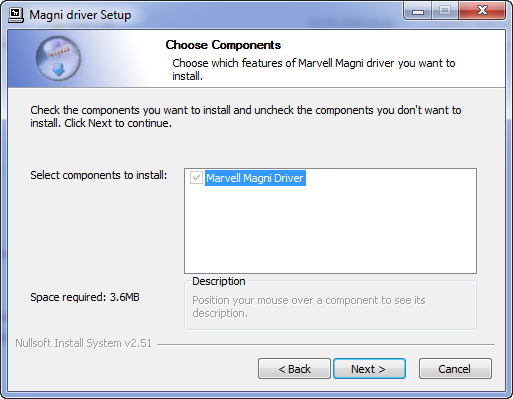 Magni driver Setup
Choose Components
Choose which features of Marvell Magni driver you want to
install.
Check the components you want to install and uncheck the components you don't want to
install. Click Next to continue.
Select components to install:
Marvell Magni Driver
Description
Position your mouse over a component to see its
description.
Space required: 3.6MB
Nullsoft Install System v2.51
< Back
Next >
Cancel